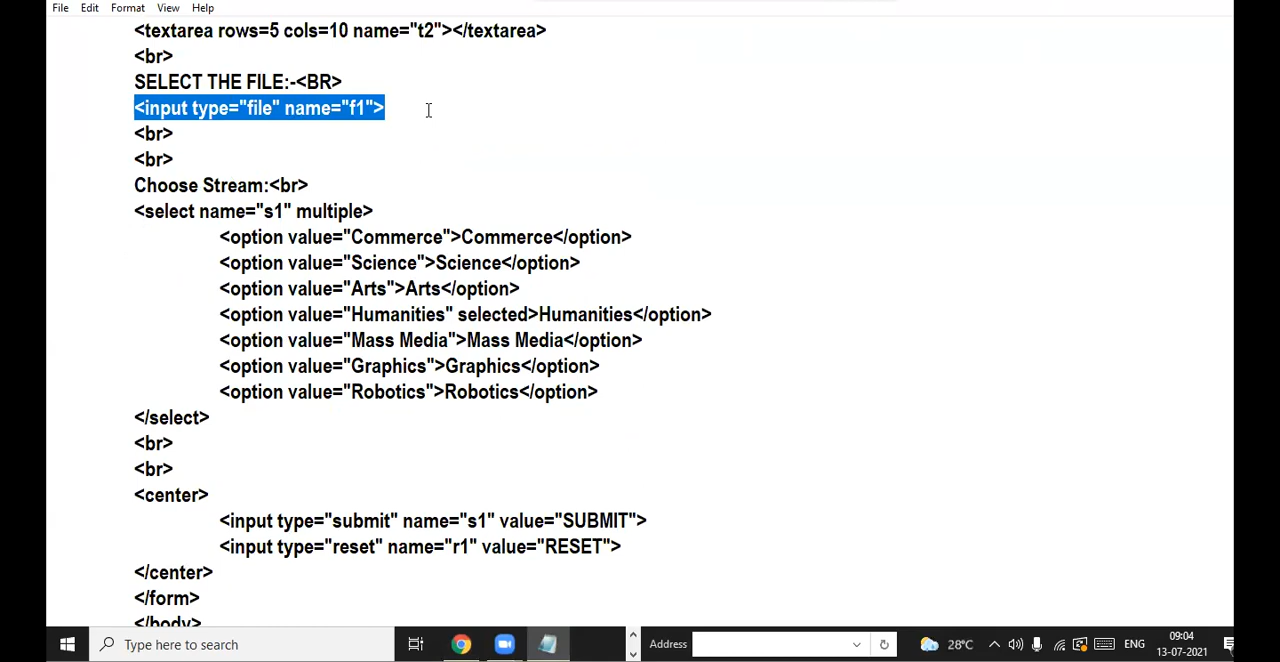 File Edit Format View Help
<textarea rows=5 cols=10 name="t2"></textarea>
<br>
SELECT THE FILE:-<BR>
<input type="file" name="f1">
<br>
<br>
Choose Stream:<br>
<select name="s1" multiple>
<option value="Commerce">Commerce</option>
<option value="Science">Science</option>
<option value="Arts">Arts</option>
<option value="Humanities" selected>Humanities</option>
<option value="Mass Media">Mass Media</option>
<option value="Graphics">Graphics</option>
<option value="Robotics">Robotics</option>
</select>
<br>
<br>
<center>
<input type="submit" name="s1" value="SUBMIT">
<input type="reset" name="r1" value="RESET">
</center>
</form>
</body>
Type here to search
Address
28°C
ENG
09:04
13-07-2021